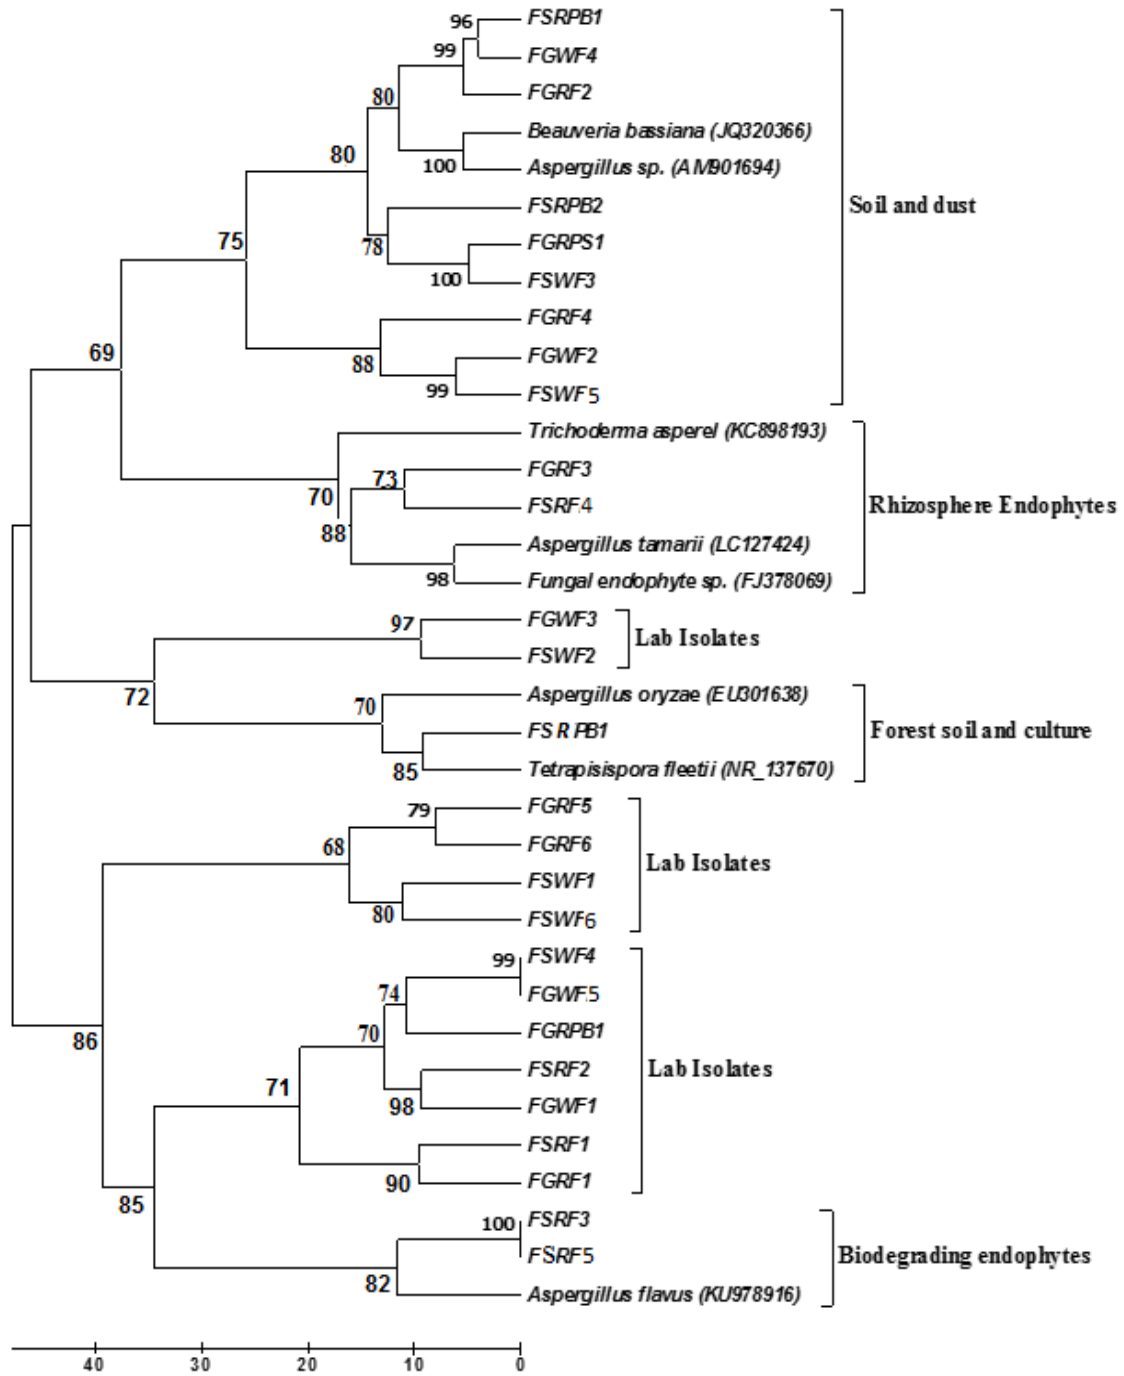 96 FSRPB1
99 FGWF4
FGRF2
80 Beauveria bassiana (JQ320366)
100 Aspergillus sp. (AM901694)
80 FSRPB2 Soil and dust
75 78 FGRPS1
100 FSWF3
FGRF4
69 88 FGWF2
99 FSWF5
Trichoderma asperel (KC898193)
73 FGRF3
70 FSRF4 Rhizosphere Endophytes
88 Aspergillus tamarii (LC127424)
98 Fungal endophyte sp. (FJ378069)
97 FGWF3
Lab Isolates
FSWF2
72 70 Aspergillus oryzae (EU301638)
FSRPB1 Forest soil and culture
85 Tetrapisispora fleetii (NR_137670)
79 FGRF5
68 FGRF6
Lab Isolates
FSWF1
80 FSWF6
99 FSWF4
74 FGWF5
86 70 FGRPB1
FSRF2 Lab Isolates
71 98 FGWF1
FSRF1
90 FGRF1
85 100 FSRF3
FSRF5 Biodegrading endophytes
82 Aspergillus flavus (KU978916)
40 30 20 10 0